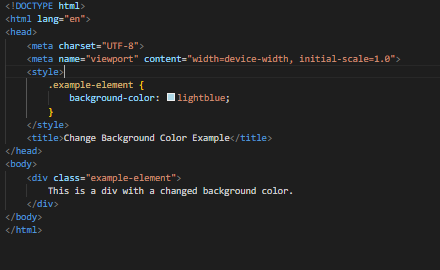 <!DOCTYPE html>
<html lang="en">
<head>
    <meta charset="UTF-8">
    <meta name="viewport" content="width=device-width, initial-scale=1.0">
    <style>
        .example-element {
            background-color: lightblue;
        }
    </style>
    <title>Change Background Color Example</title>
</head>
<body>
    <div class="example-element">
        This is a div with a changed background color.
    </div>
</body>
</html>